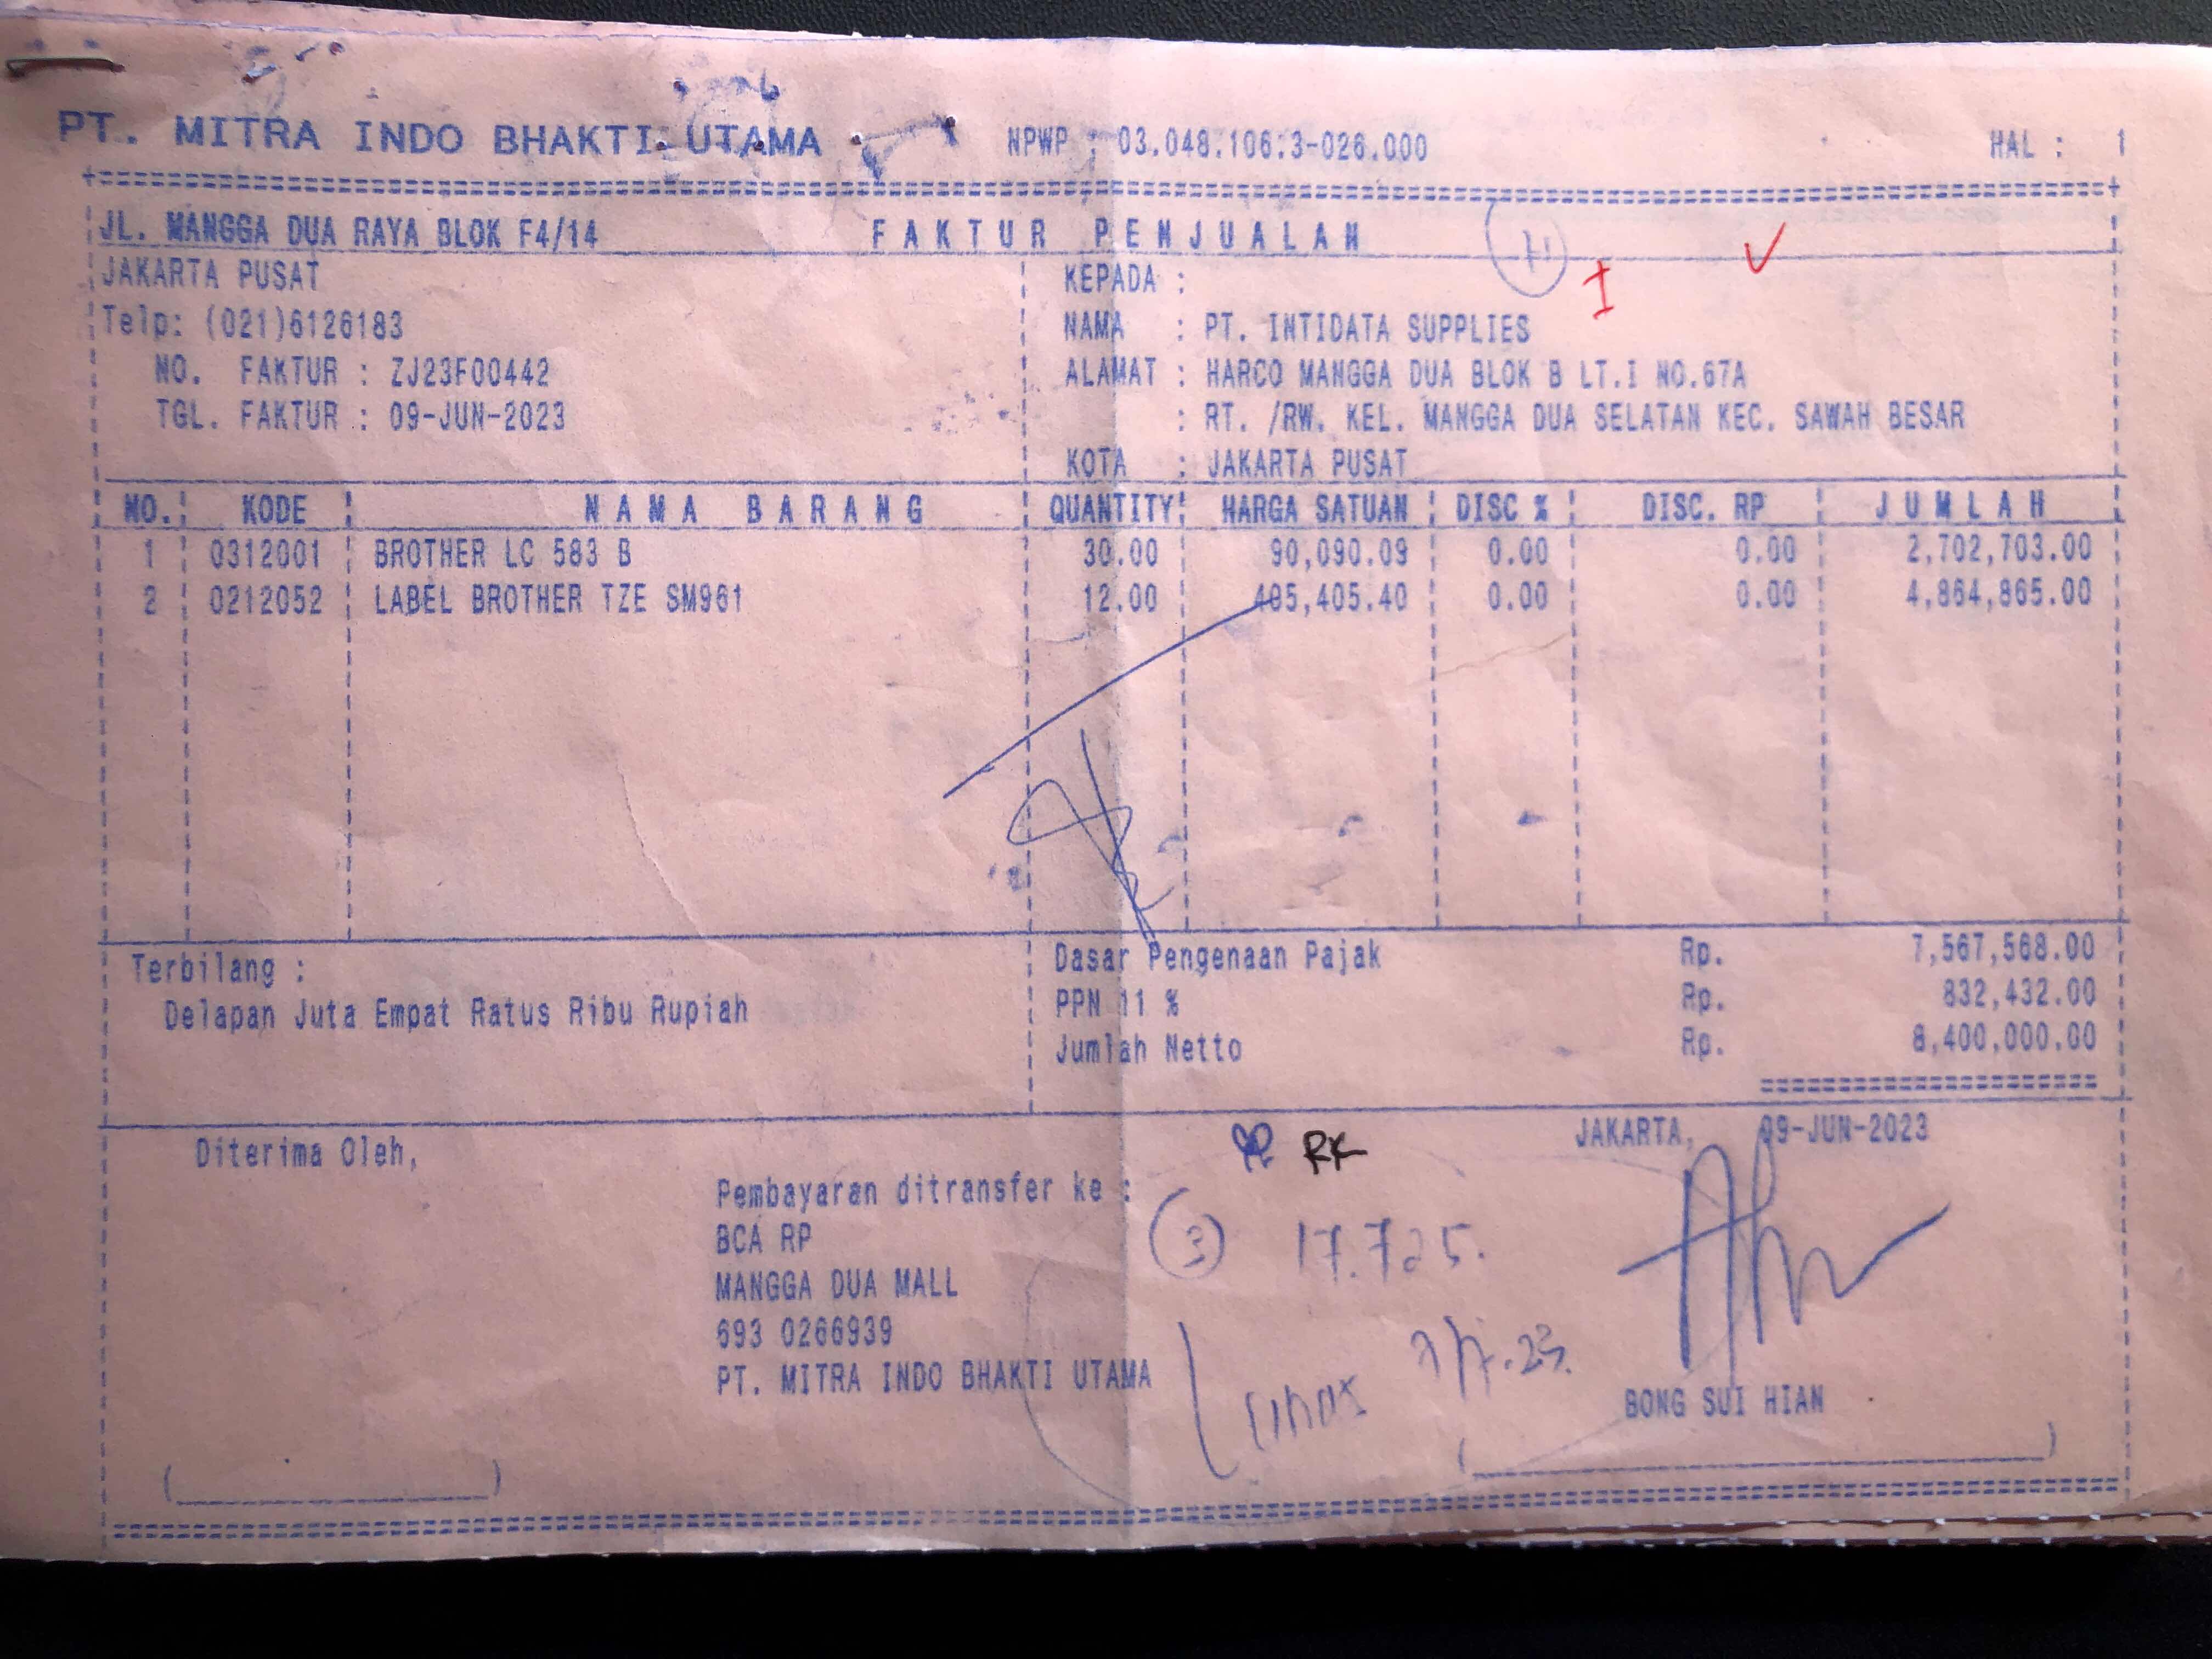 PT. MITRA INDO BHAKTI UTAMA NPWP : 03.048.106.3-026.000 HAL : 1
JL. MANGGA DUA RAYA BLOK F4/14 FAKTUR PENJUALAN
JAKARTA PUSAT KEPADA :
Telp: (021)6126183 NAMA : PT. INTIDATA SUPPLIES
NO. FAKTUR : ZJ23F00442 ALAMAT : HARCO MANGGA DUA BLOK B LT.I NO.67A
TGL. FAKTUR : 09-JUN-2023 : RT. /RW. KEL. MANGGA DUA SELATAN KEC. SAWAH BESAR
KOTA : JAKARTA PUSAT
NO. KODE NAMA BARANG QUANTITY HARGA SATUAN DISC % DISC. RP JUMLAH
1 0312001 BROTHER LC 583 B 30.00 90,090.09 0.00 0.00 2,702,703.00
2 0212052 LABEL BROTHER TZE SM961 12.00 405,405.40 0.00 0.00 4,864,865.00
Terbilang : Dasar Pengenaan Pajak Rp. 7,567,568.00
Delapan Juta Empat Ratus Ribu Rupiah PPN 11 % Rp. 832,432.00
Jumlah Netto Rp. 8,400,000.00
Diterima Oleh, RK JAKARTA, 09-JUN-2023
Pembayaran ditransfer ke :
BCA RP 3 17.725.
MANGGA DUA MALL
693 0266939
PT. MITRA INDO BHAKTI UTAMA
BONG SUI HIAN